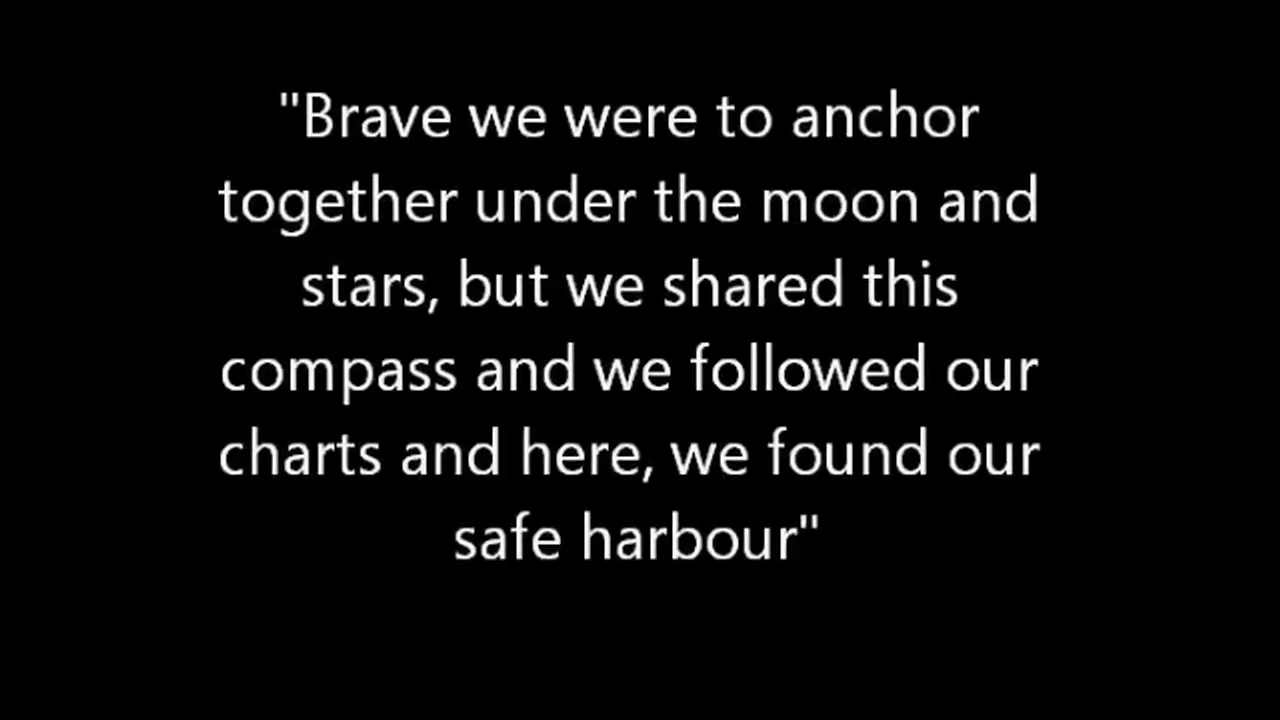 "Brave we were to anchor
together under the moon and
stars, but we shared this
compass and we followed our
charts and here, we found our
safe harbour"